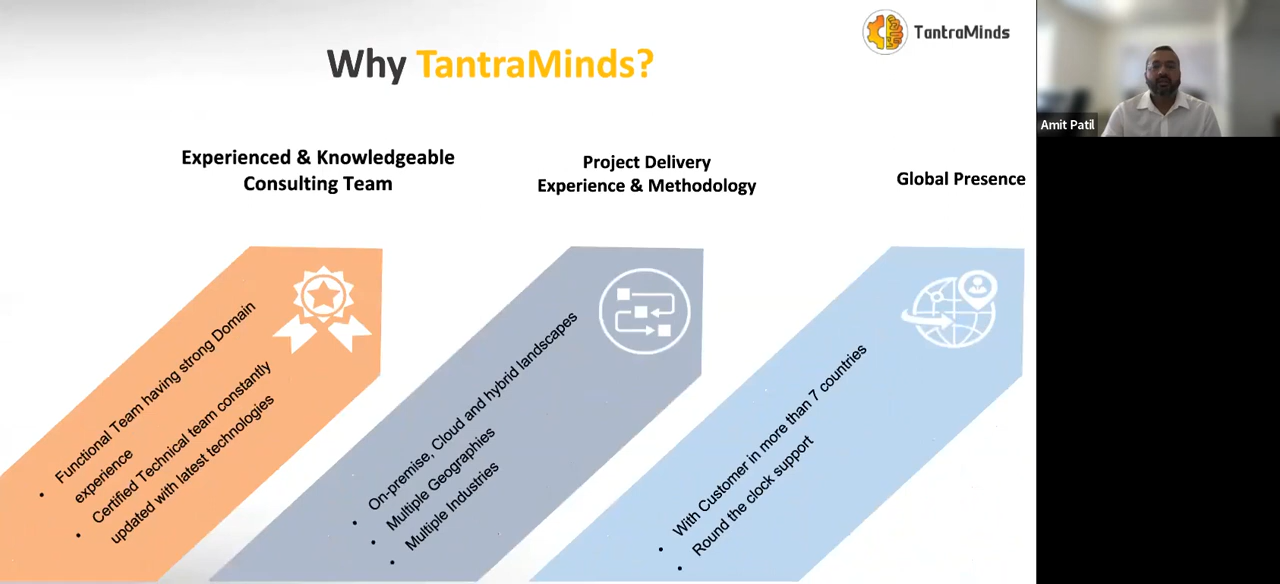 TantraMinds
Why TantraMinds?
Amit Patil
Experienced & Knowledgeable
Consulting Team
Project Delivery
Experience & Methodology
Global Presence
• Functional Team having strong Domain
experience
• Certified Technical team constantly
updated with latest technologies
• On-premise, Cloud and hybrid landscapes
• Multiple Geographies
• Multiple Industries
• With Customer in more than 7 countries
• Round the clock support